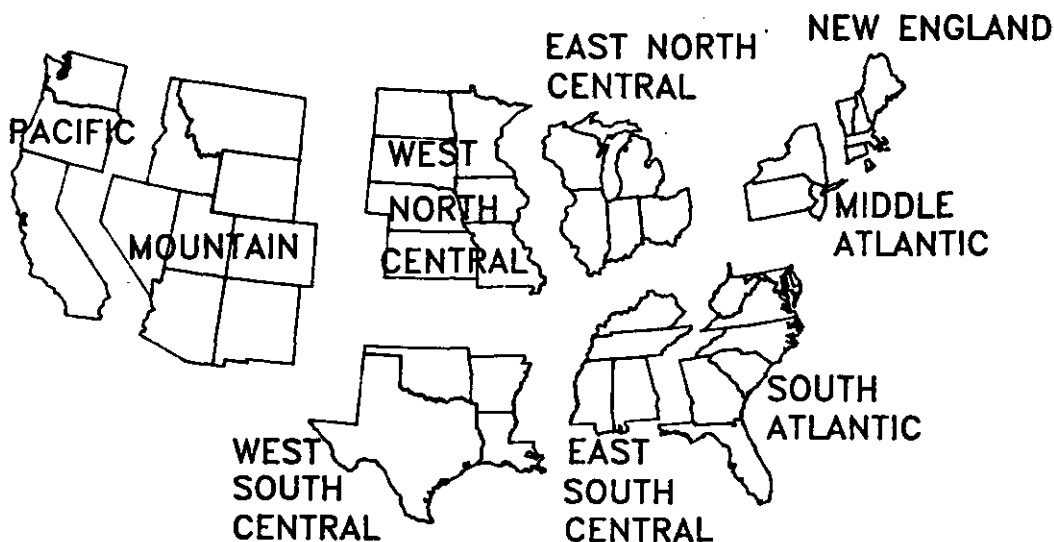 NEW ENGLAND
EAST NORTH
CENTRAL
PACIFIC
WEST
NORTH
CENTRAL
MOUNTAIN
MIDDLE
ATLANTIC
SOUTH
ATLANTIC
WEST
SOUTH
CENTRAL
EAST
SOUTH
CENTRAL